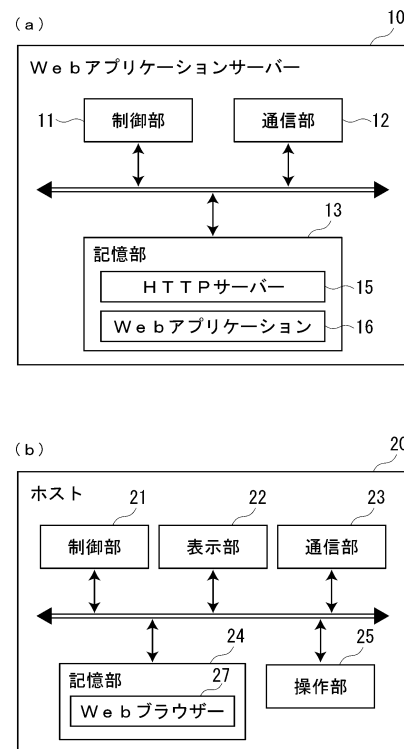 (a)
10
Webアプリケーションサーバー
11
制御部
通信部
12
13
記憶部
HTTPサーバー
15
Webアプリケーション
16
(b)
20
ホスト
21
22
23
制御部
表示部
通信部
24
25
記憶部
27
Webブラウザー
操作部